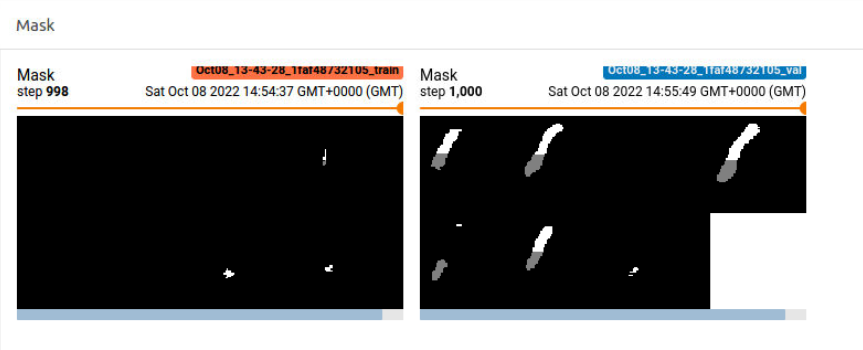 Mask
Mask
Oct08_13-43-28_1faf48732105_train
step 998
Sat Oct 08 2022 14:54:37 GMT+0000 (GMT)
Mask
Oct08_13-43-28_1faf48732105_val
step 1,000
Sat Oct 08 2022 14:55:49 GMT+0000 (GMT)